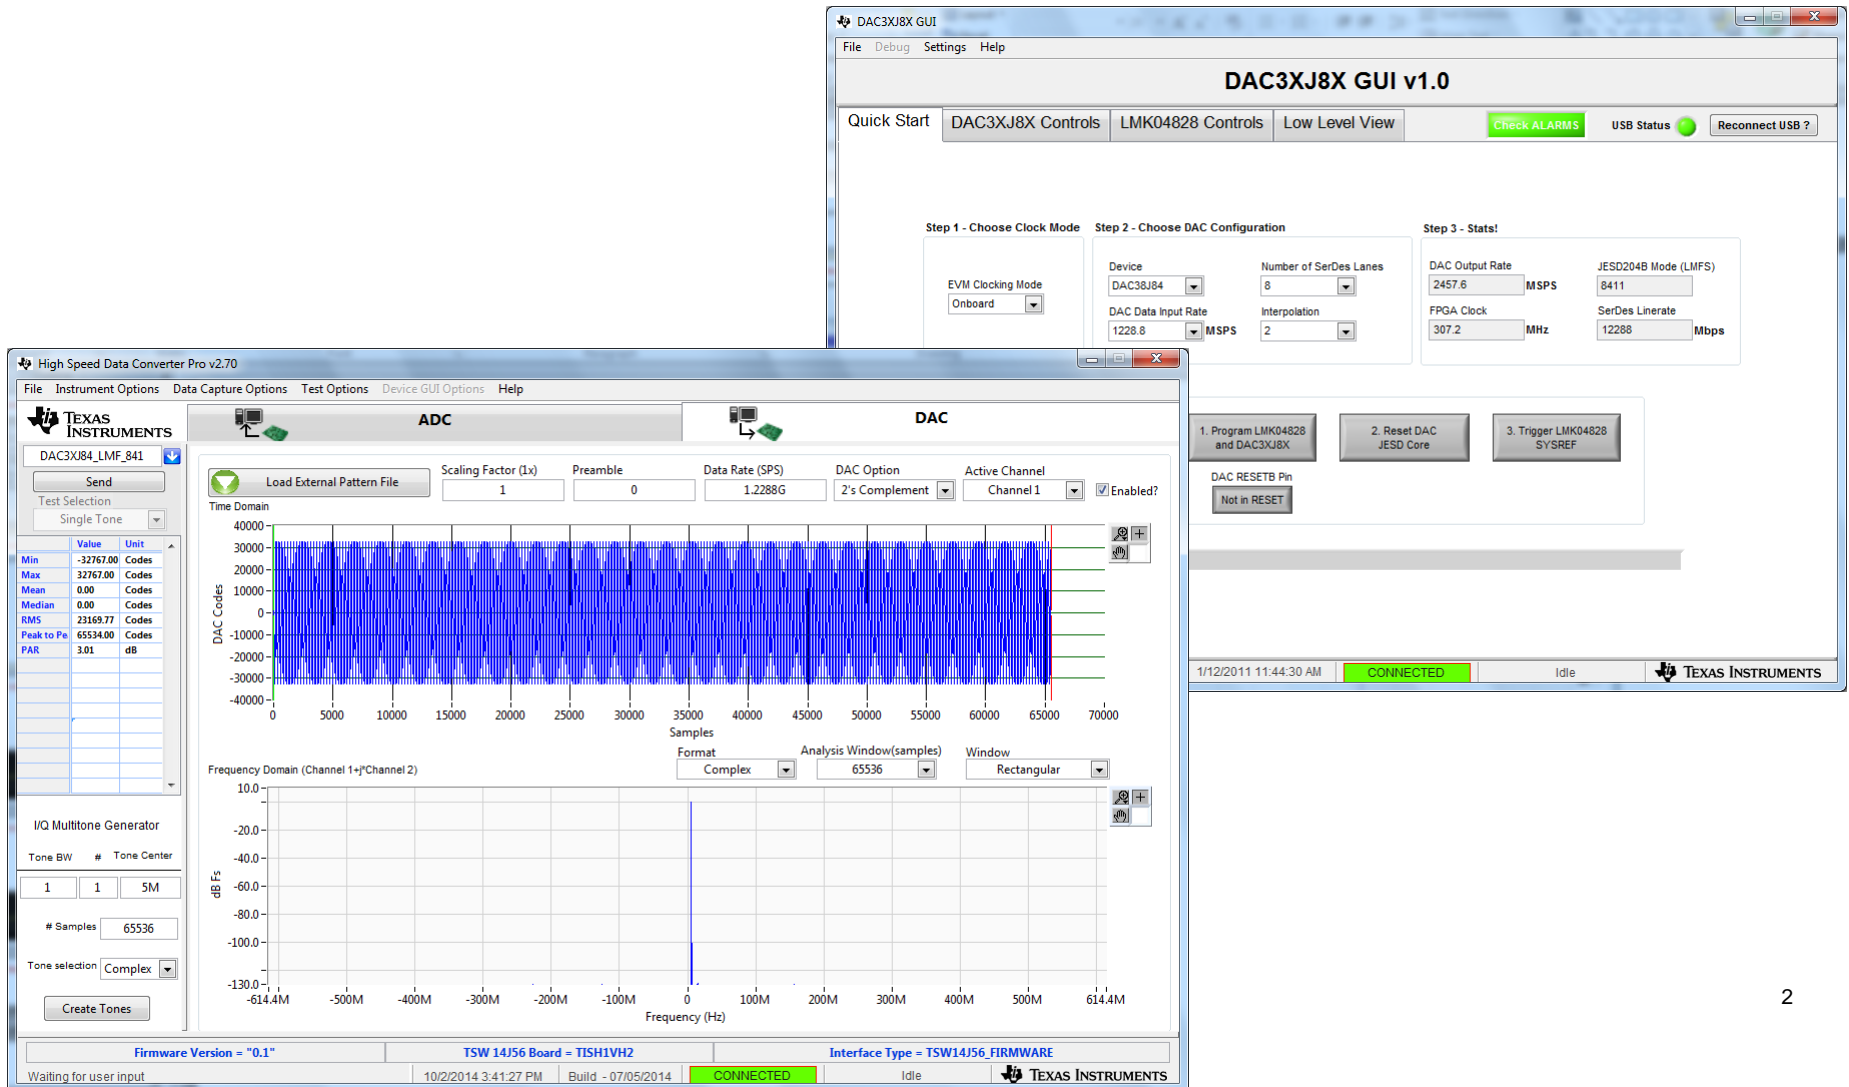 DAC3XJ8X GUI
File Debug Settings Help
DAC3XJ8X GUI v1.0
Quick Start DAC3XJ8X Controls LMK04828 Controls Low Level View Check ALARMS USB Status Reconnect USB ?
Step 1 - Choose Clock Mode Step 2 - Choose DAC Configuration Step 3 - Stats!
Device Number of SerDes Lanes DAC Output Rate JESD204B Mode (LMFS)
EVM Clocking Mode DAC38J84 8 2457.6 MSPS 8411
Onboard DAC Data Input Rate Interpolation FPGA Clock SerDes Linerate
1228.8 MSPS 2 307.2 MHz 12288 Mbps
1. Program LMK04828 and DAC3XJ8X
2. Reset DAC JESD Core
3. Trigger LMK04828 SYSREF
DAC RESETB Pin
Not in RESET
1/12/2011 11:44:30 AM CONNECTED Idle TEXAS INSTRUMENTS
High Speed Data Converter Pro v2.70
File Instrument Options Data Capture Options Test Options Device GUI Options Help
TEXAS INSTRUMENTS ADC DAC
DAC3XJ84_LMF_841
Send
Test Selection
Single Tone
Value Unit
Min -32767.00 Codes
Max 32767.00 Codes
Mean 0.00 Codes
Median 0.00 Codes
RMS 23169.77 Codes
Peak to Pe 65534.00 Codes
PAR 3.01 dB
I/Q Multitone Generator
Tone BW # Tone Center
1 1 5M
# Samples 65536
Tone selection Complex
Create Tones
Load External Pattern File
Scaling Factor (1x) Preamble Data Rate (SPS) DAC Option Active Channel
1 0 1.2288G 2's Complement Channel 1 Enabled?
Time Domain
DAC Codes
40000
30000
20000
10000
0
-10000
-20000
-30000
-40000
0 5000 10000 15000 20000 25000 30000 35000 40000 45000 50000 55000 60000 65000 70000
Samples
Format Analysis Window(samples) Window
Complex 65536 Rectangular
Frequency Domain (Channel 1+j*Channel 2)
dB Fs
10.0
-20.0
-40.0
-60.0
-80.0
-100.0
-130.0
-614.4M -500M -400M -300M -200M -100M 0 100M 200M 300M 400M 500M 614.4M
Frequency (Hz)
Firmware Version = "0.1" TSW 14J56 Board = TISH1VH2 Interface Type = TSW14J56_FIRMWARE
Waiting for user input 10/2/2014 3:41:27 PM Build - 07/05/2014 CONNECTED Idle TEXAS INSTRUMENTS
2